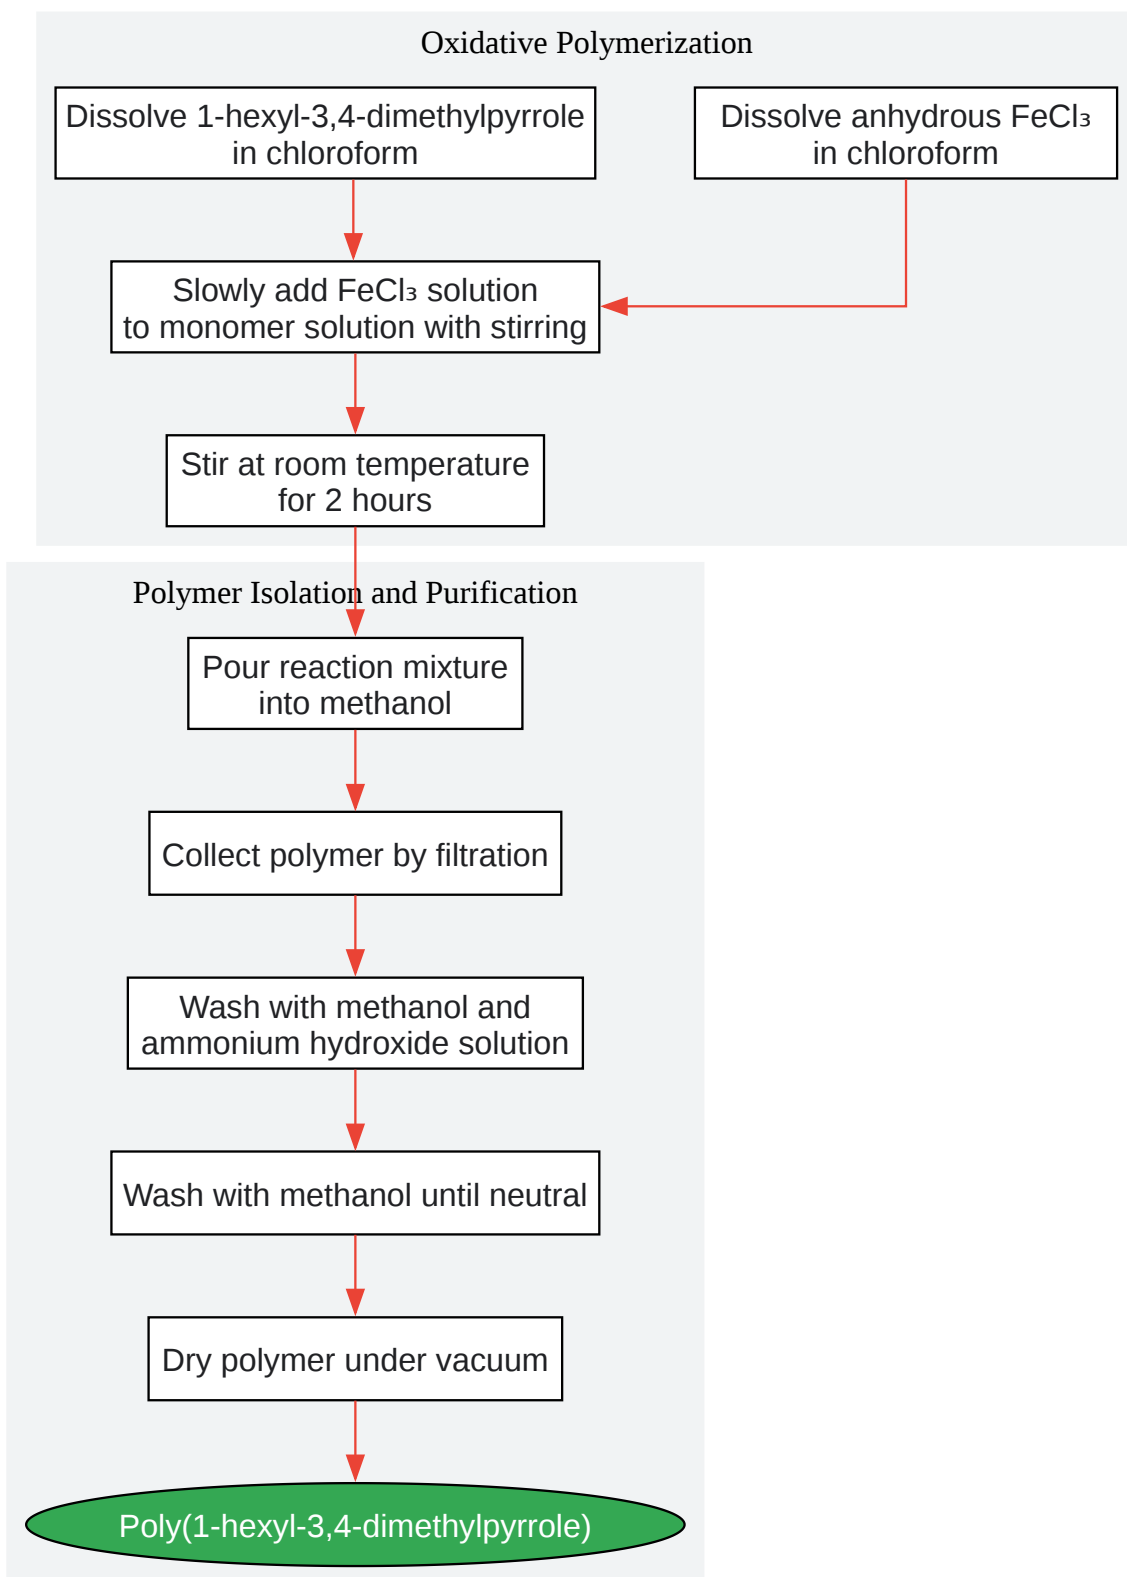 Oxidative Polymerization
Dissolve 1-hexyl-3,4-dimethylpyrrole
in chloroform
Dissolve anhydrous FeCl₃
in chloroform
Slowly add FeCl₃ solution
to monomer solution with stirring
Stir at room temperature
for 2 hours
Polymer Isolation and Purification
Pour reaction mixture
into methanol
Collect polymer by filtration
Wash with methanol and
ammonium hydroxide solution
Wash with methanol until neutral
Dry polymer under vacuum
Poly(1-hexyl-3,4-dimethylpyrrole)